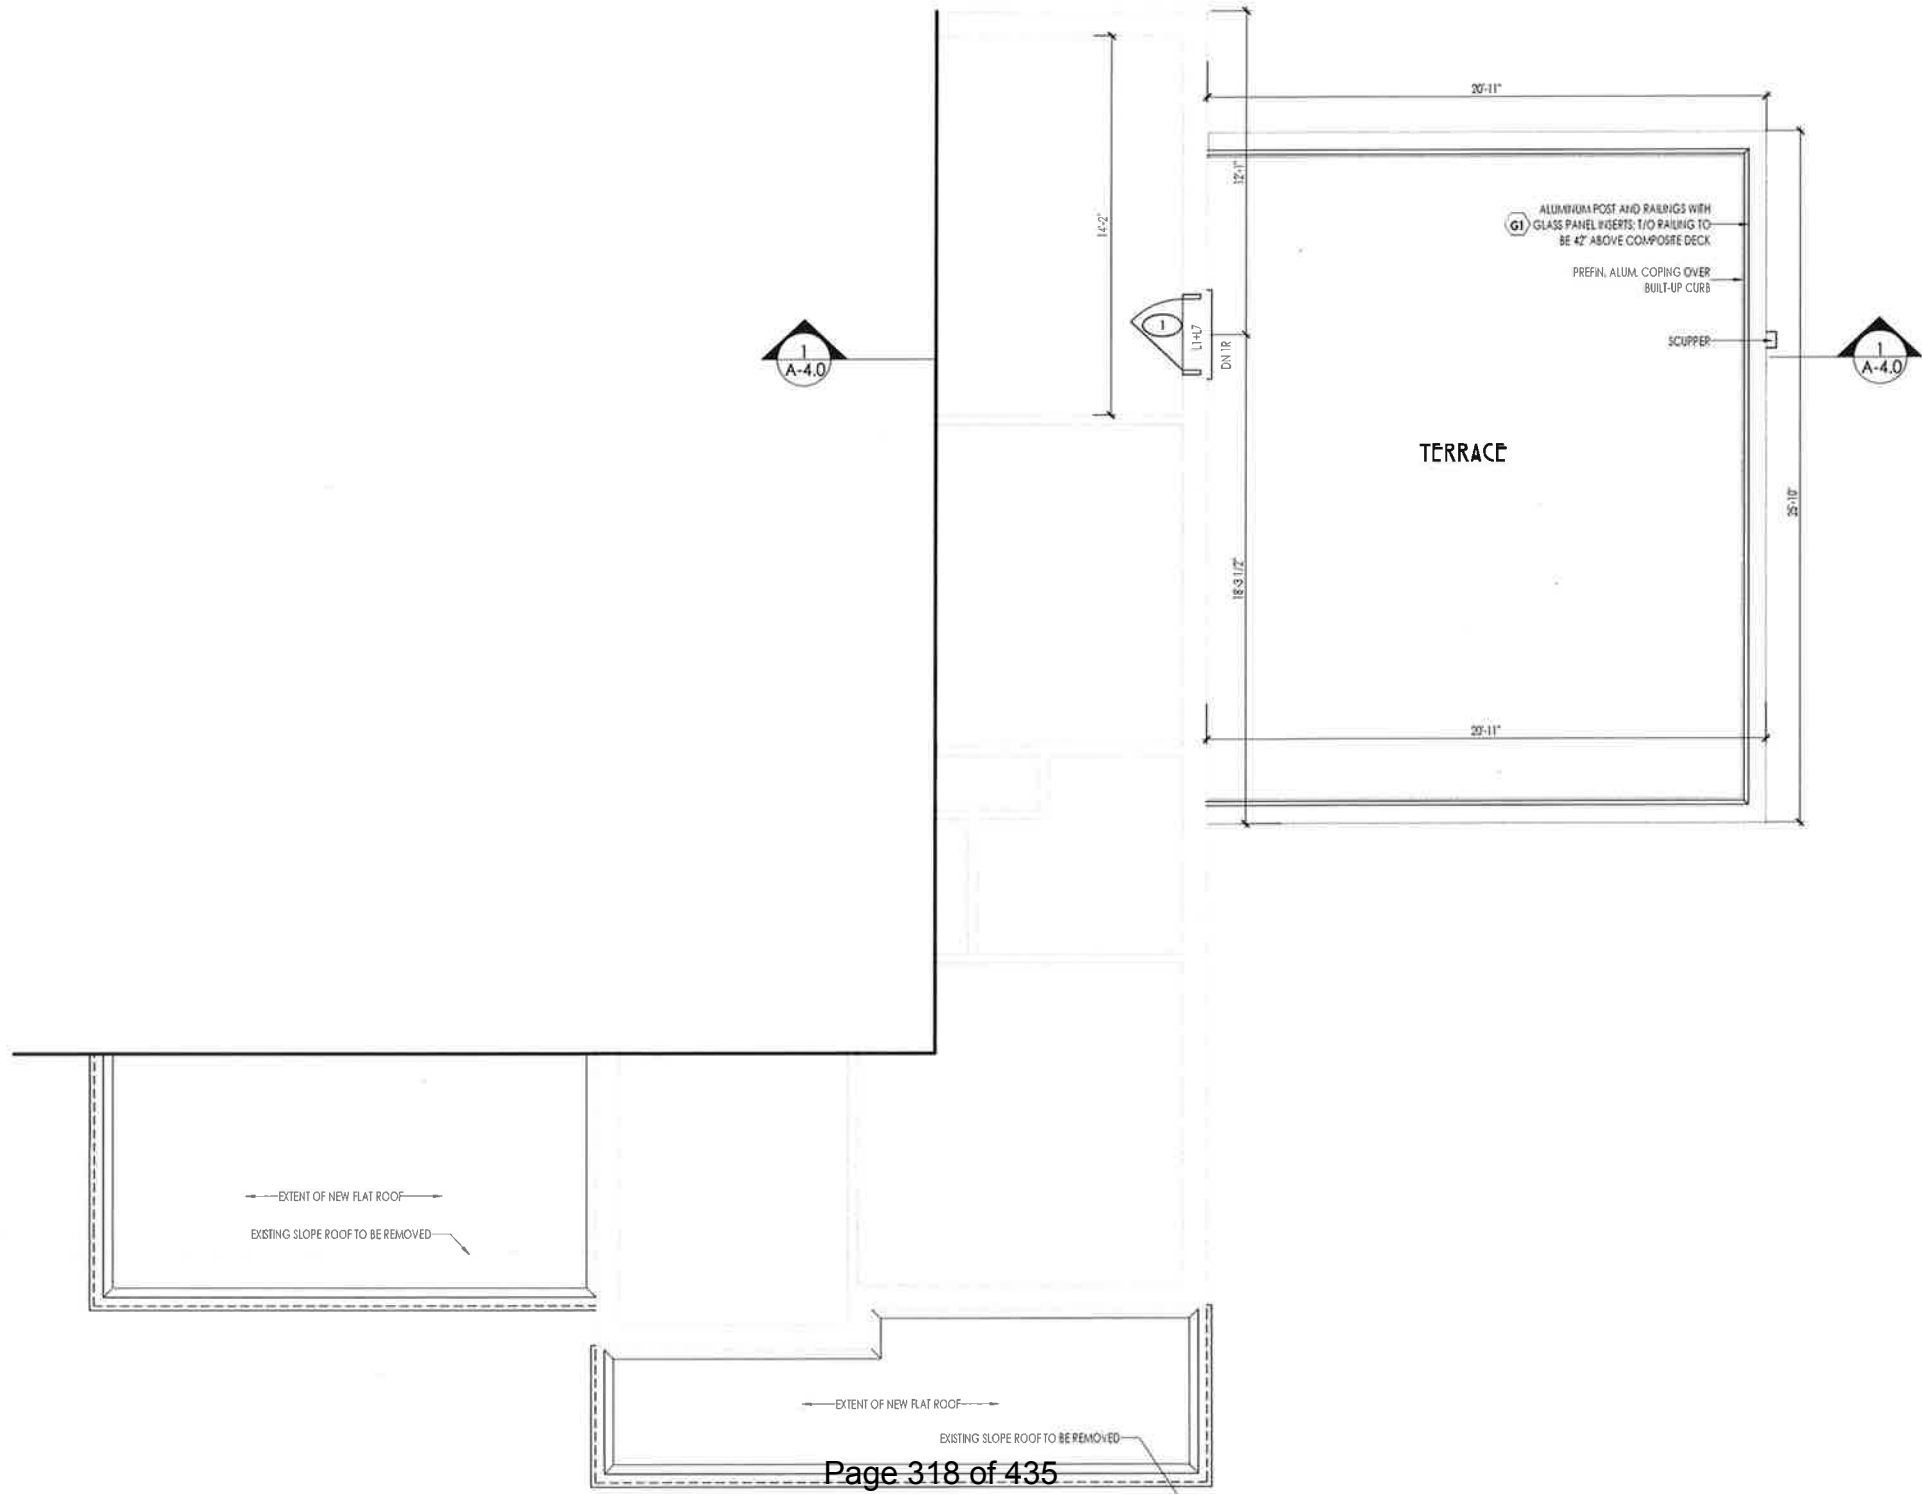 20'-11"
12'-1"
14'-2"
ALUMINUM POST AND RAILINGS WITH
G1 GLASS PANEL INSERTS; T/O RAILING TO
BE 42" ABOVE COMPOSITE DECK
PREFIN. ALUM. COPING OVER
BUILT-UP CURB
SCUPPER
1
L1+L7
DN 1R
1
A-4.0
1
A-4.0
TERRACE
25'-10"
18'-3 1/2"
20'-11"
EXTENT OF NEW FLAT ROOF
EXISTING SLOPE ROOF TO BE REMOVED
EXTENT OF NEW FLAT ROOF
EXISTING SLOPE ROOF TO BE REMOVED
Page 318 of 435